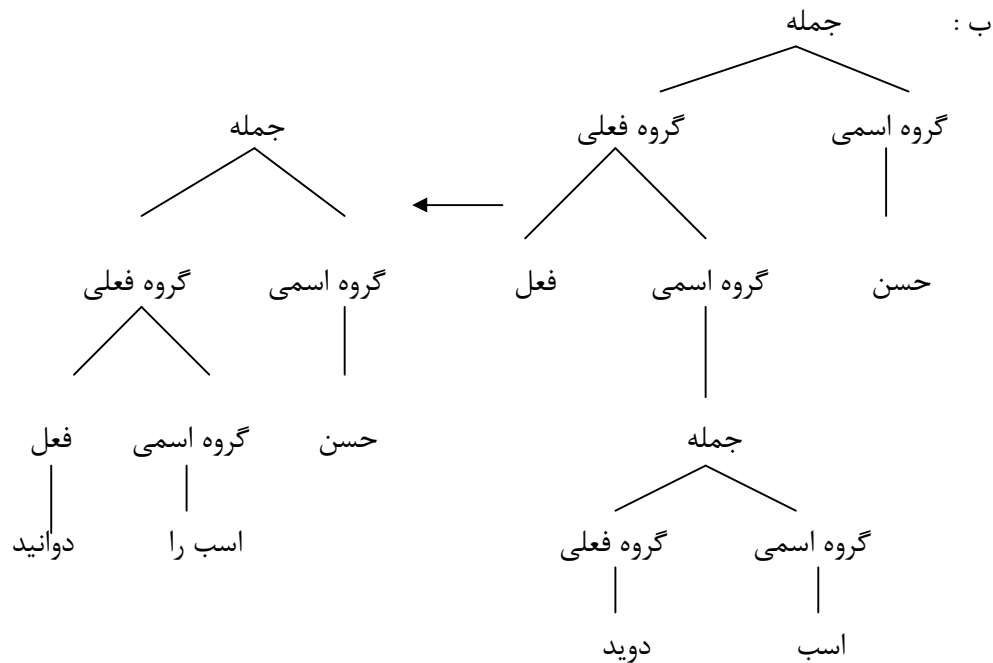 ب : جمله
گروه اسمی گروه فعلی جمله
حسن گروه اسمی فعل گروه اسمی گروه فعلی
جمله حسن گروه اسمی فعل
گروه اسمی گروه فعلی اسب را دوانید
اسب دوید